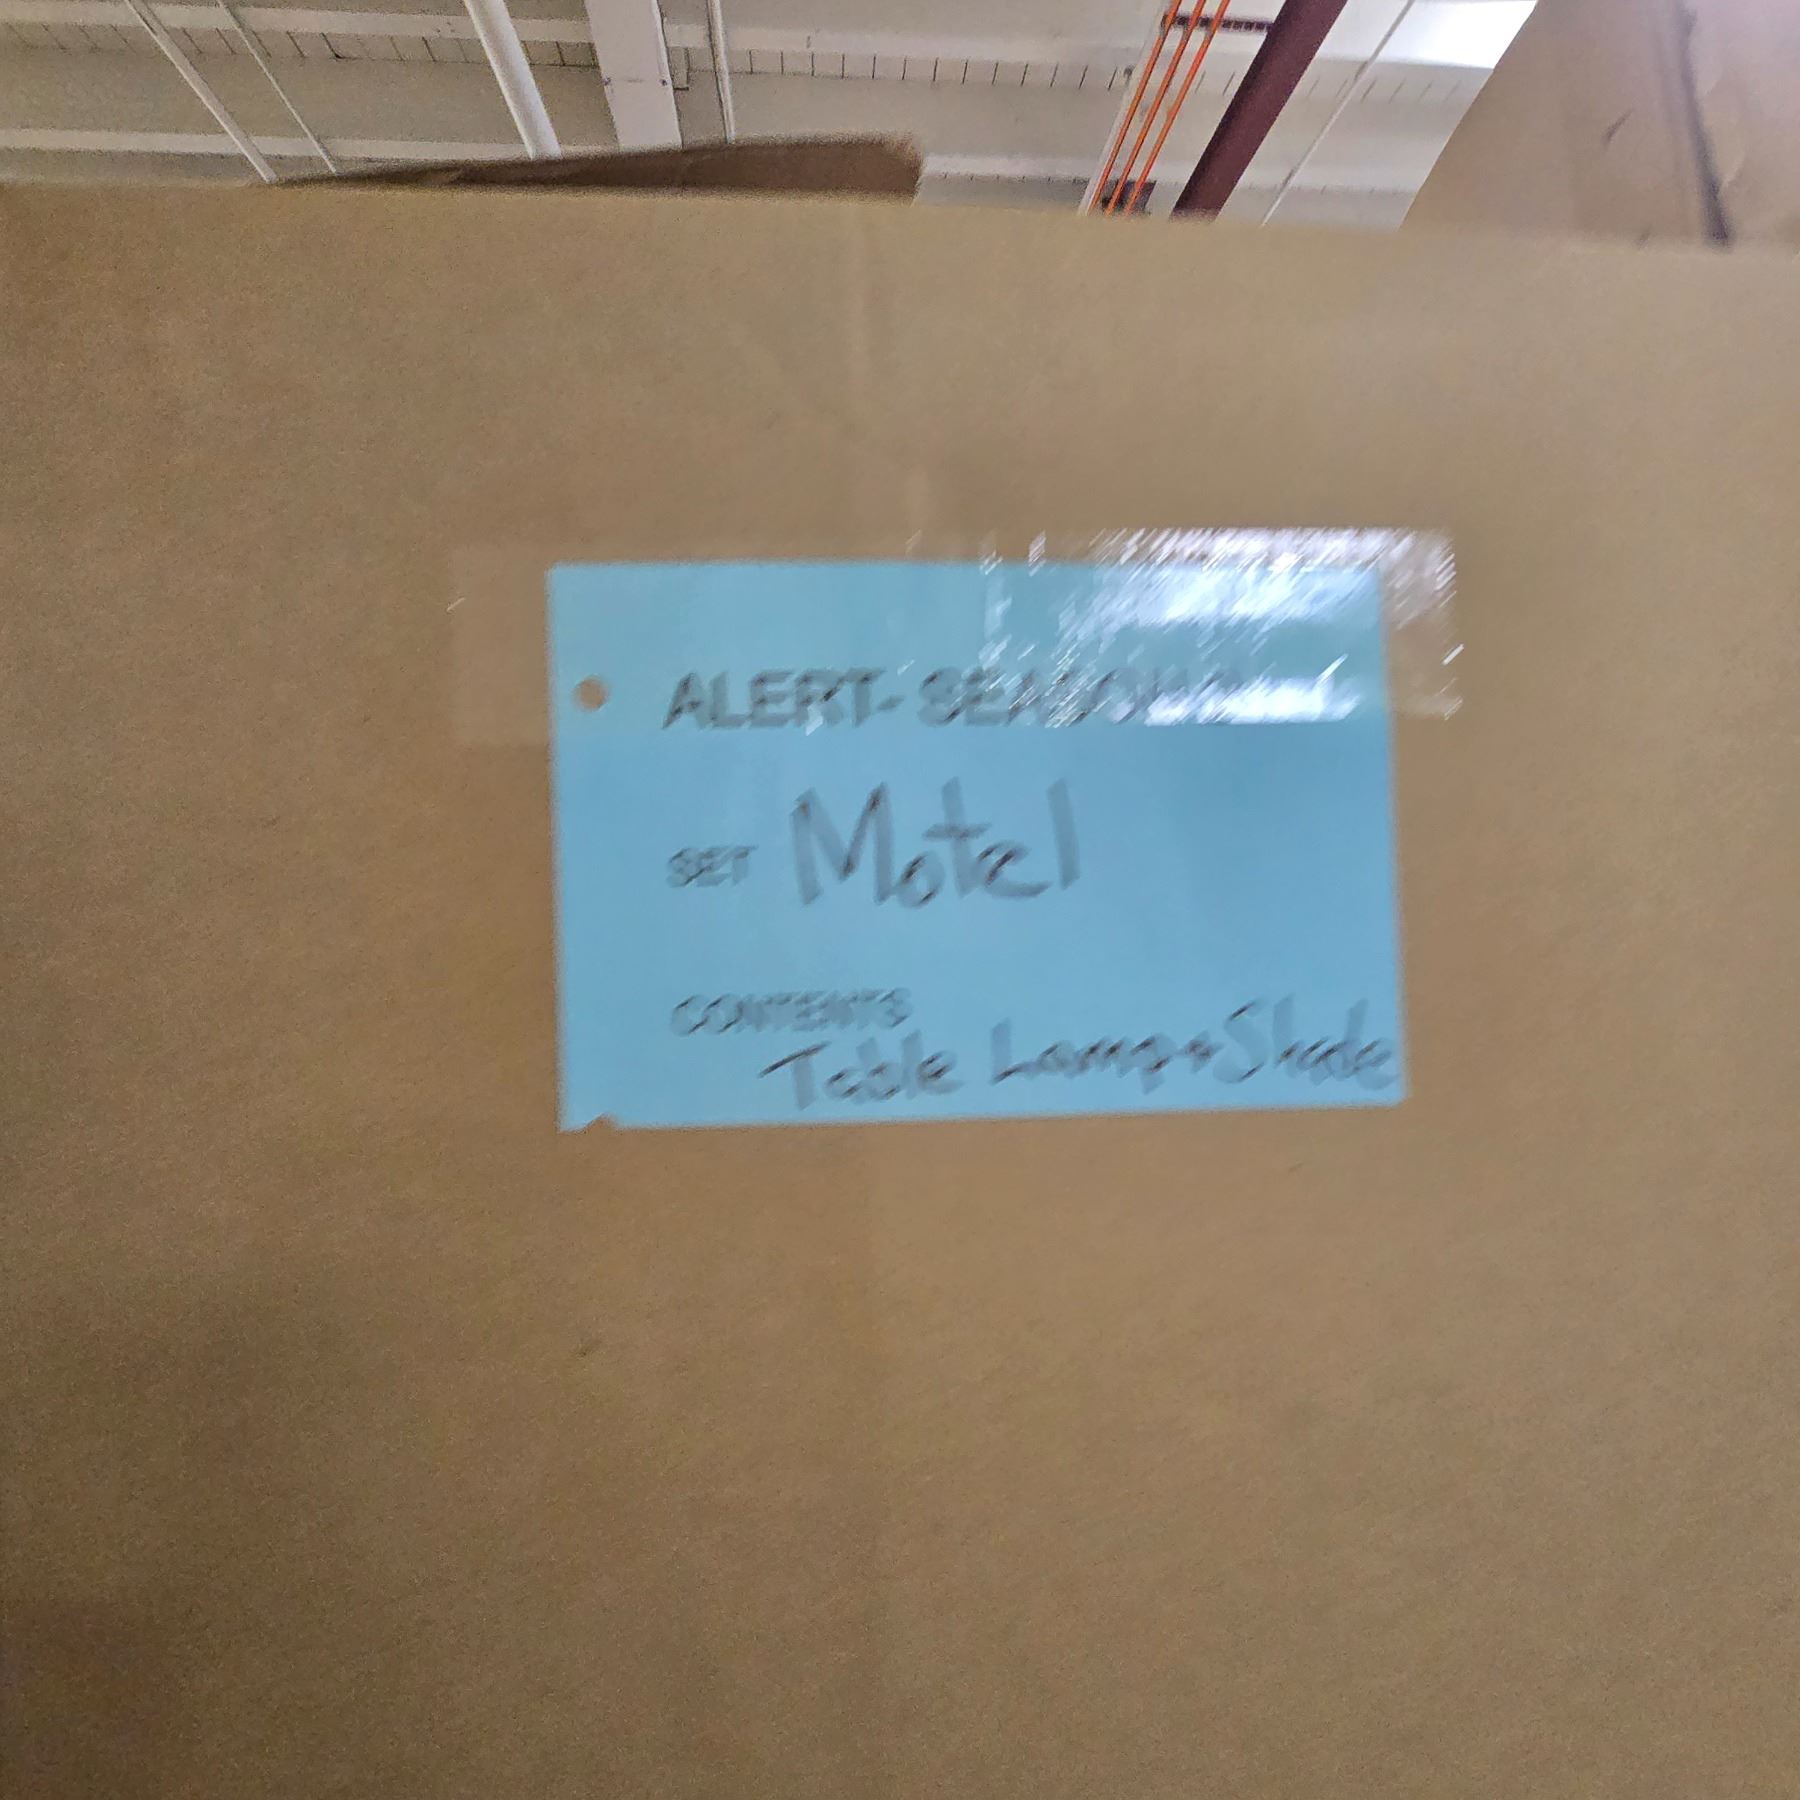 ALERT-
SET Motel
CONTENTS
Table Lamp + Shade